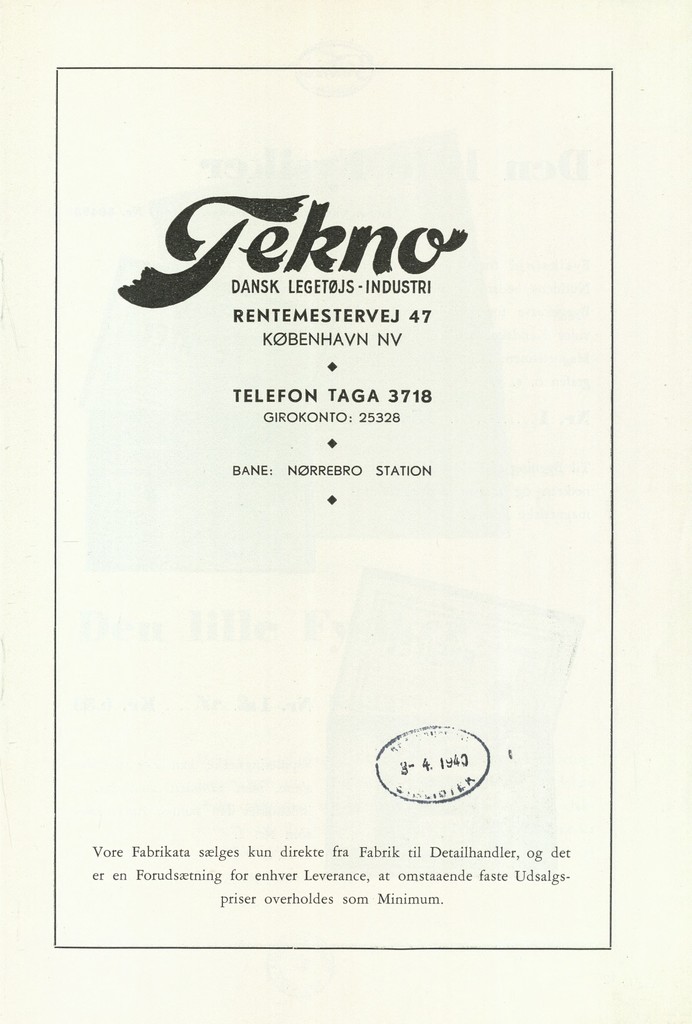 Tekno
DANSK LEGETØJS-INDUSTRI
RENTEMESTERVEJ 47
KØBENHAVN NV
TELEFON TAGA 3718
GIROKONTO: 25328
BANE: NØRREBRO STATION
3-4. 1940
Vore Fabrikata sælges kun direkte fra Fabrik til Detailhandler, og det
er en Forudsætning for enhver Leverance, at omstaaende faste Udsalgs-
priser overholdes som Minimum.